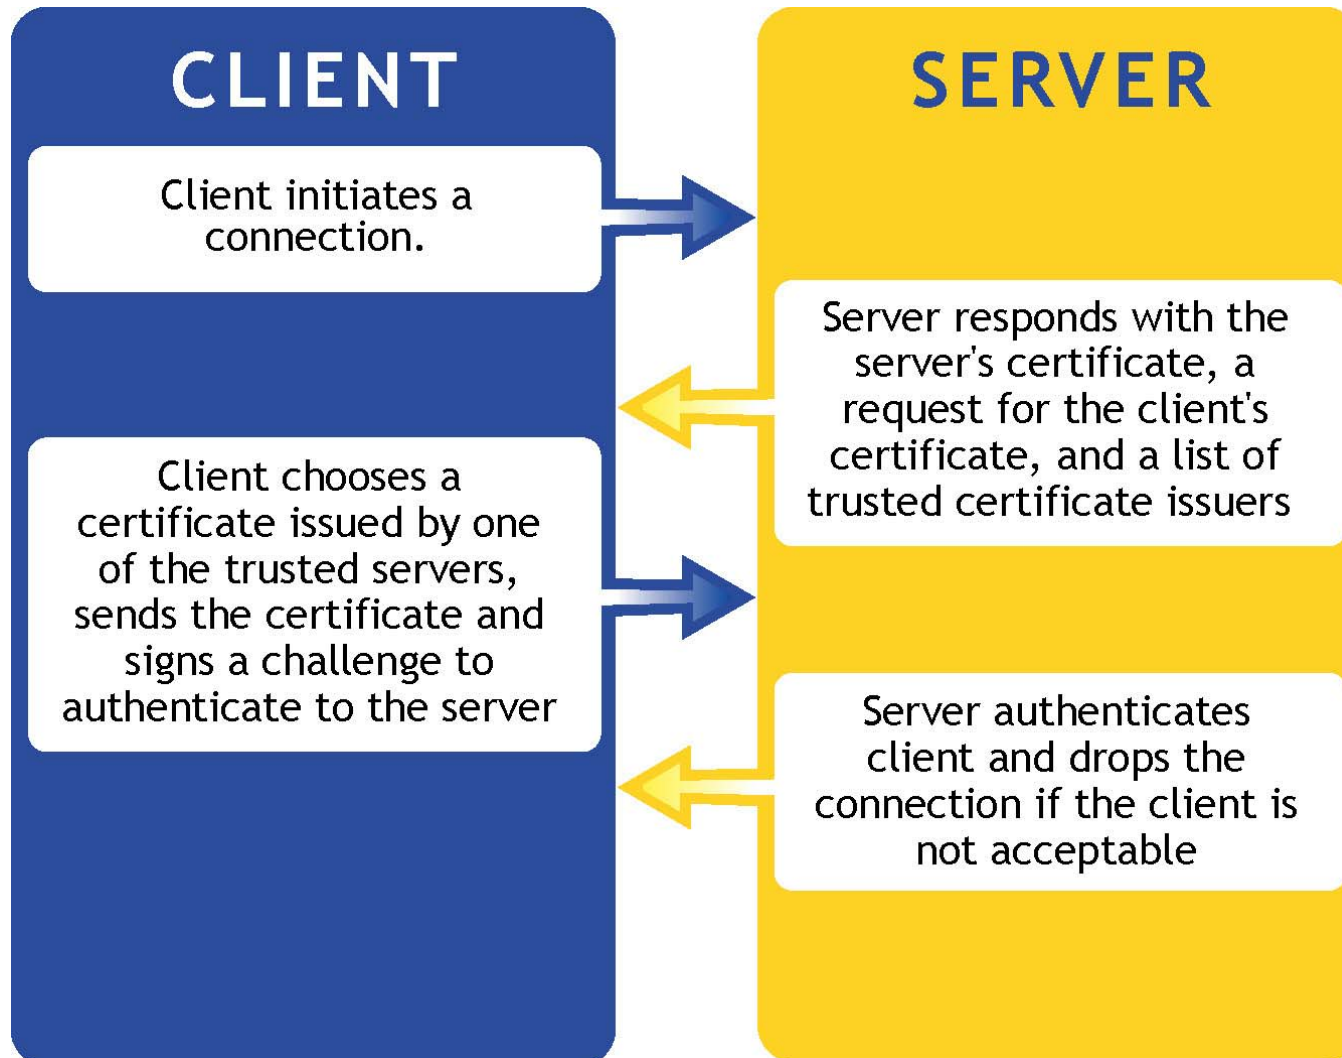 CLIENT
Client initiates a
connection.
Client chooses a
certificate issued by one
of the trusted servers,
sends the certificate and
signs a challenge to
authenticate to the server
SERVER
Server responds with the
server's certificate, a
request for the client's
certificate, and a list of
trusted certificate issuers
Server authenticates
client and drops the
connection if the client is
not acceptable